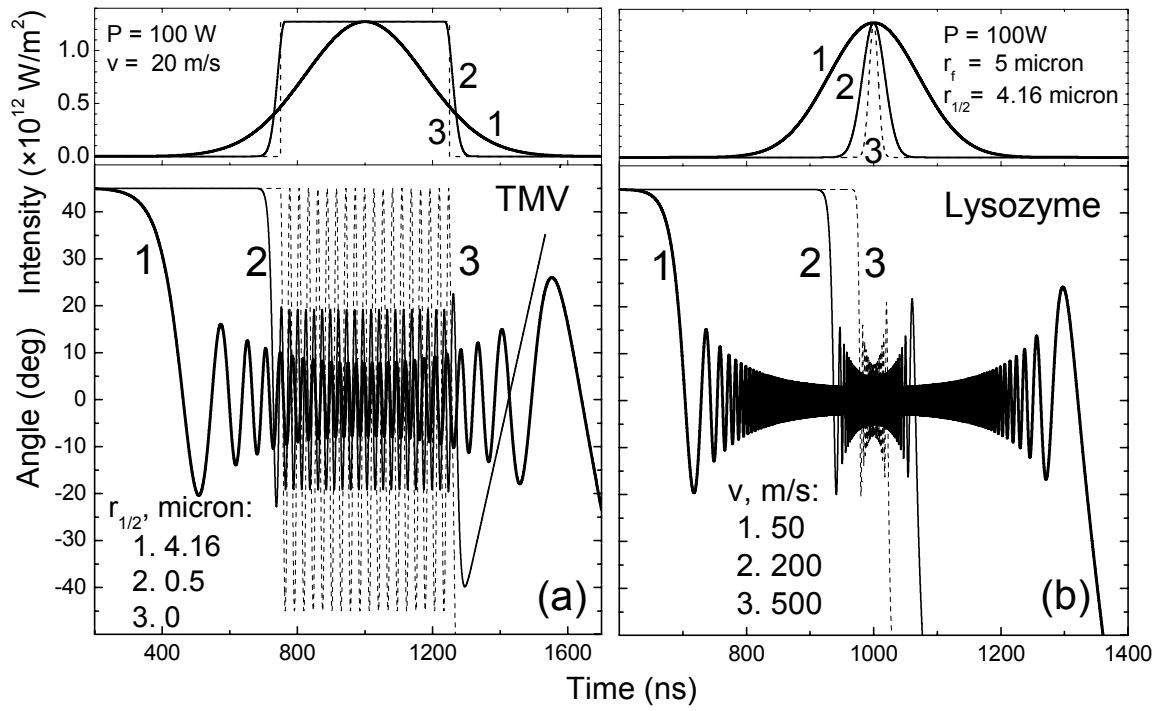 P = 100 W
v = 20 m/s
1
2
3
1
1.0
0.5
0.0
Intensity (×10¹² W/m²)
P = 100W
r_f = 5 micron
r_1/2 = 4.16 micron
1
2
3
TMV
1
2
3
40
30
20
10
0
-10
-20
-30
-40
Angle (deg)
r_1/2, micron:
1. 4.16
2. 0.5
3. 0
(a)
400
800
1200
1600
Lysozyme
1
2
3
v, m/s:
1. 50
2. 200
3. 500
(b)
800
1000
1200
1400
Time (ns)